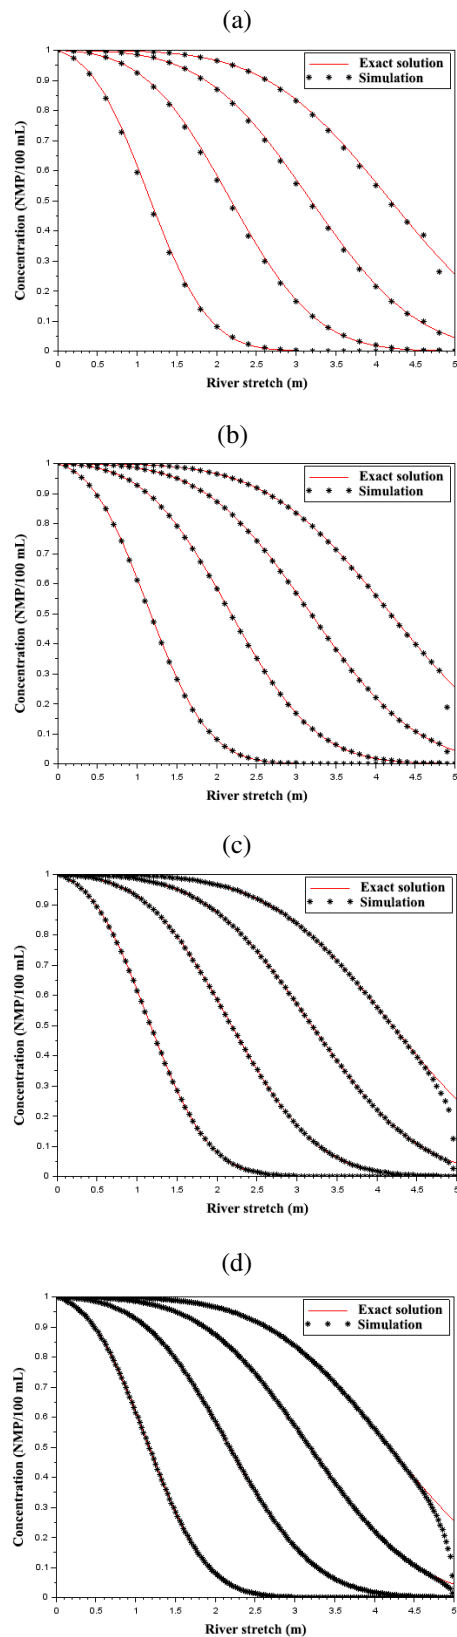 (a)
Exact solution
Simulation
Concentration (NMP/100 mL)
1
0.9
0.8
0.7
0.6
0.5
0.4
0.3
0.2
0.1
0
0 0.5 1 1.5 2 2.5 3 3.5 4 4.5 5
River stretch (m)
(b)
Exact solution
Simulation
Concentration (NMP/100 mL)
1
0.9
0.8
0.7
0.6
0.5
0.4
0.3
0.2
0.1
0
0 0.5 1 1.5 2 2.5 3 3.5 4 4.5 5
River stretch (m)
(c)
Exact solution
Simulation
Concentration (NMP/100 mL)
1
0.9
0.8
0.7
0.6
0.5
0.4
0.3
0.2
0.1
0
0 0.5 1 1.5 2 2.5 3 3.5 4 4.5 5
River stretch (m)
(d)
Exact solution
Simulation
Concentration (NMP/100 mL)
1
0.9
0.8
0.7
0.6
0.5
0.4
0.3
0.2
0.1
0
0 0.5 1 1.5 2 2.5 3 3.5 4 4.5 5
River stretch (m)